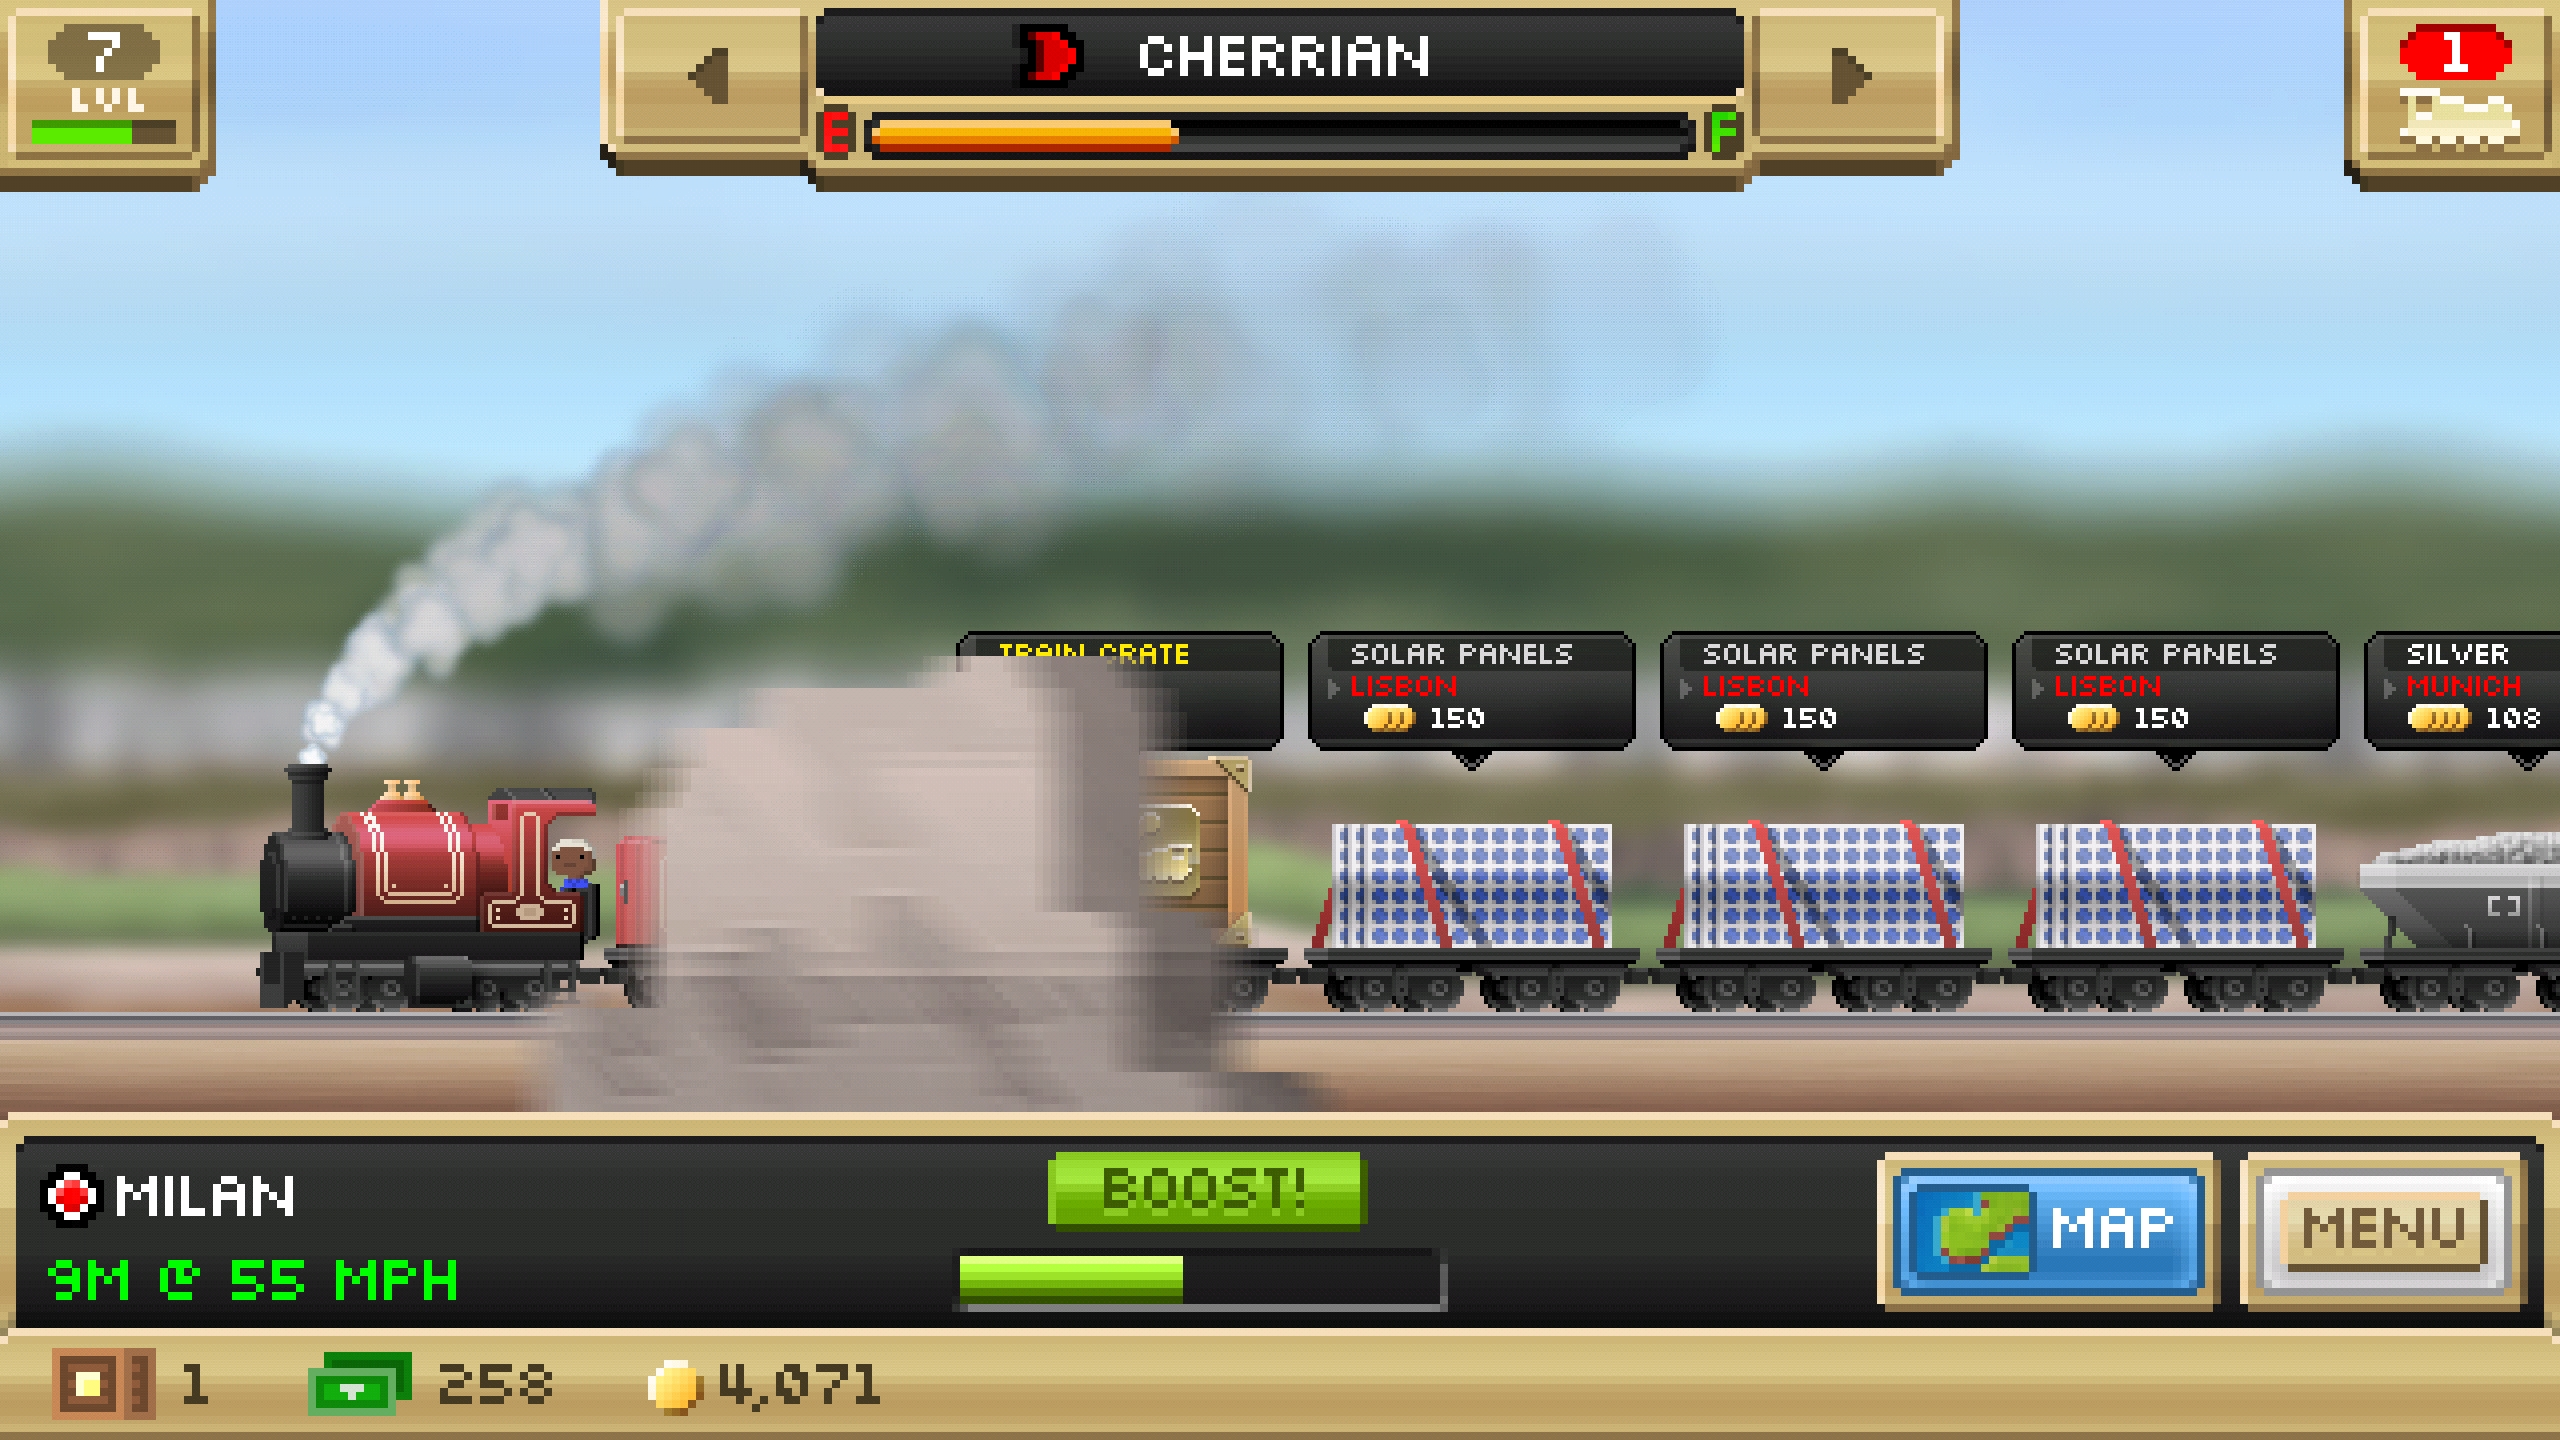 7
LVL
CHERRIAN
E
F
1
TRAIN CRATE
SOLAR PANELS
LISBON
150
SOLAR PANELS
LISBON
150
SOLAR PANELS
LISBON
150
SILVER
MUNICH
108
MILAN
9M @ 55 MPH
BOOST!
MAP
MENU
1
258
4,071